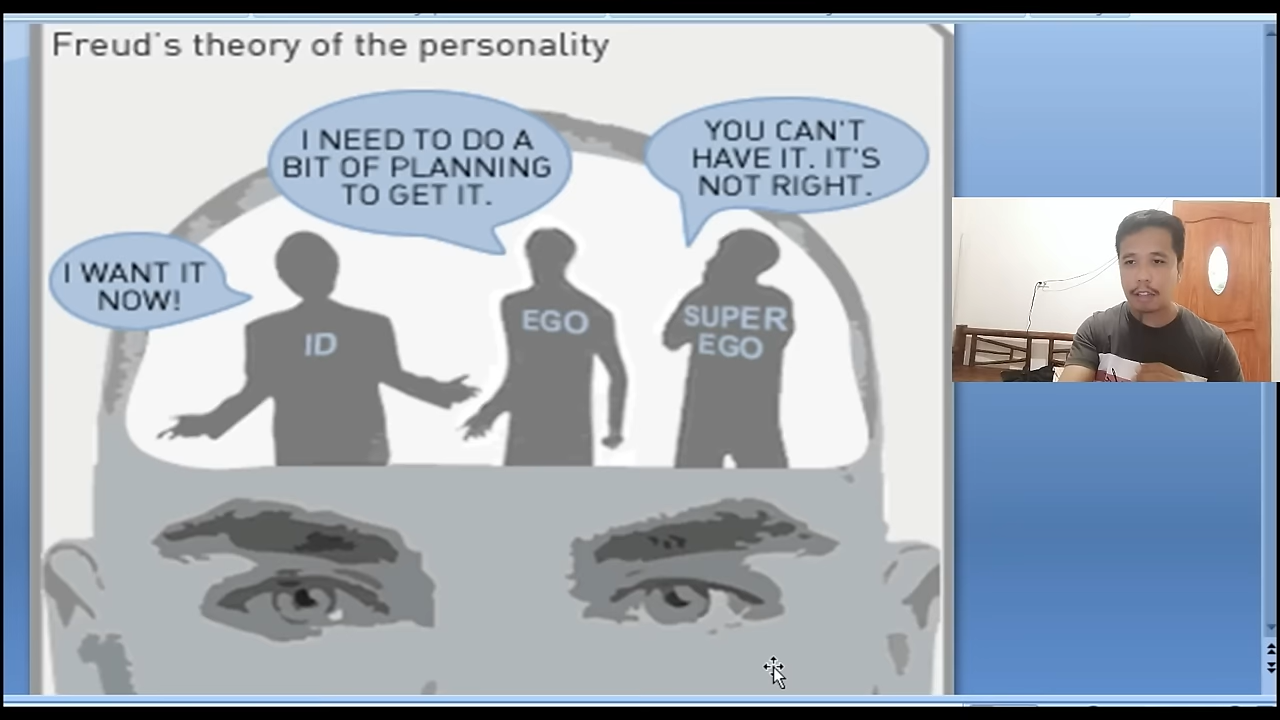 Freud's theory of the personality
I WANT IT
NOW!
I NEED TO DO A
BIT OF PLANNING
TO GET IT.
YOU CAN'T
HAVE IT. IT'S
NOT RIGHT.
ID
EGO
SUPER
EGO